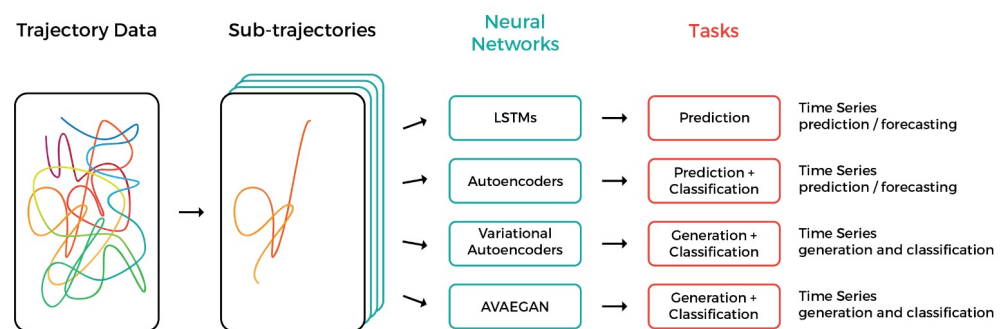 Trajectory Data
Sub-trajectories
Neural
Networks
Tasks
LSTMs
Prediction
Time Series
prediction / forecasting
Autoencoders
Prediction +
Classification
Time Series
prediction / forecasting
Variational
Autoencoders
Generation +
Classification
Time Series
generation and classification
AVAEGAN
Generation +
Classification
Time Series
generation and classification